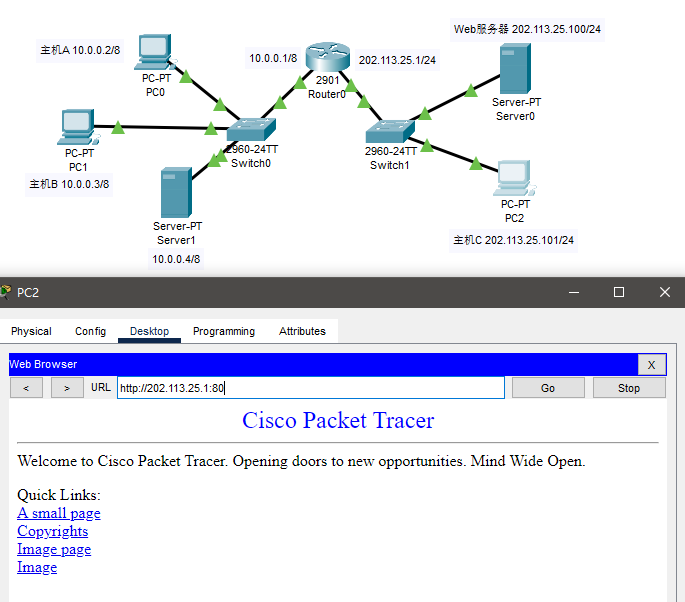 Web服务器 202.113.25.100/24
主机A 10.0.0.2/8
10.0.0.1/8
202.113.25.1/24
PC-PT
PC0
2901
Router0
Server-PT
Server0
2960-24TT
Switch0
2960-24TT
Switch1
PC-PT
PC1
主机B 10.0.0.3/8
PC-PT
PC2
Server-PT
Server1
主机C 202.113.25.101/24
10.0.0.4/8
PC2
Physical Config Desktop Programming Attributes
Web Browser X
< > URL http://202.113.25.1:80 Go Stop
Cisco Packet Tracer
Welcome to Cisco Packet Tracer. Opening doors to new opportunities. Mind Wide Open.
Quick Links:
A small page
Copyrights
Image page
Image